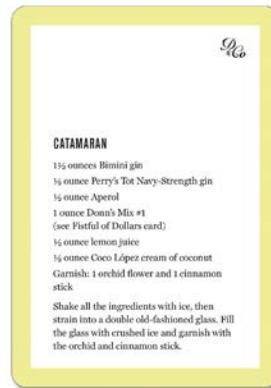 D&Co
CATAMARAN
1½ ounces Bimini gin
½ ounce Perry's Tot Navy-Strength gin
½ ounce Aperol
1 ounce Donn's Mix #1
(see Fistful of Dollars card)
½ ounce lemon juice
½ ounce Coco López cream of coconut
Garnish: 1 orchid flower and 1 cinnamon
stick
Shake all the ingredients with ice, then
strain into a double old-fashioned glass. Fill
the glass with crushed ice and garnish with
the orchid and cinnamon stick.